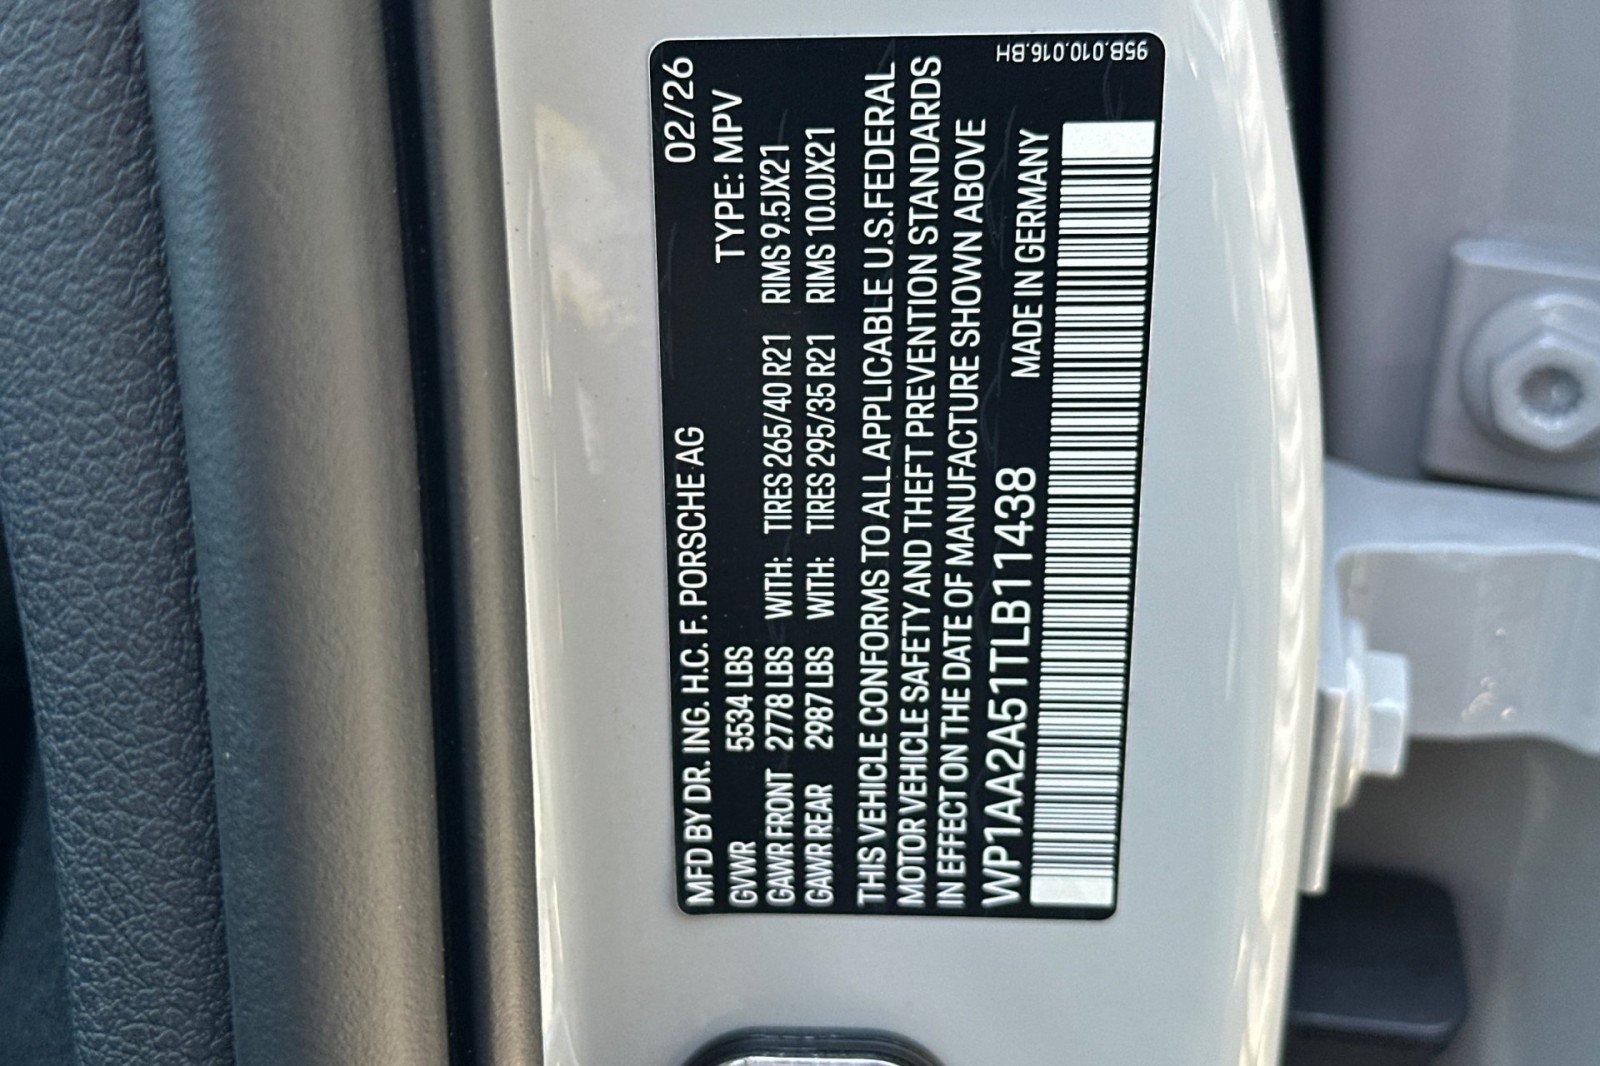 02/26
MFD BY DR. ING. H.C. F. PORSCHE AG
TYPE: MPV
GVWR 5534 LBS
GAWR FRONT 2778 LBS WITH: TIRES 265/40 R21 RIMS 9.5JX21
GAWR REAR 2987 LBS WITH: TIRES 295/35 R21 RIMS 10.0JX21
THIS VEHICLE CONFORMS TO ALL APPLICABLE U.S.FEDERAL
MOTOR VEHICLE SAFETY AND THEFT PREVENTION STANDARDS
IN EFFECT ON THE DATE OF MANUFACTURE SHOWN ABOVE
WP1AA2A51TLB11438 MADE IN GERMANY
95B.010.016.BH